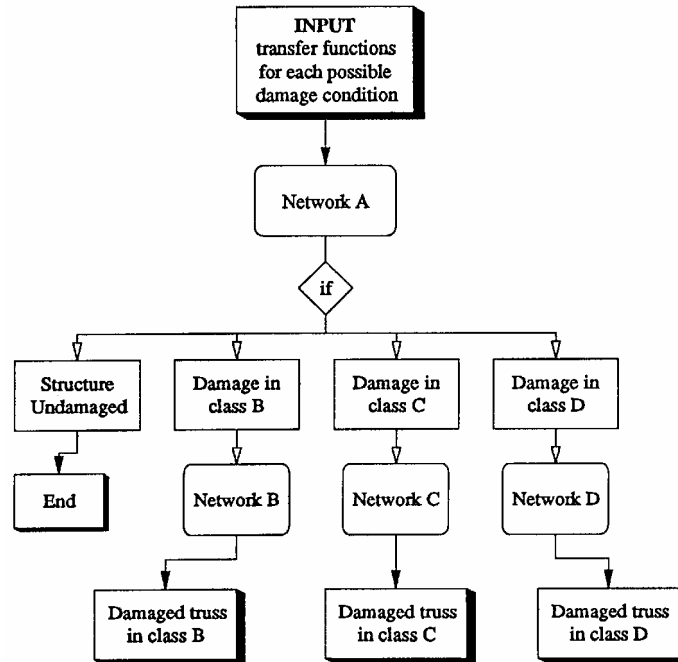 INPUT
transfer functions
for each possible
damage condition
Network A
if
Structure
Undamaged
Damage in
class B
Damage in
class C
Damage in
class D
End
Network B
Network C
Network D
Damaged truss
in class B
Damaged truss
in class C
Damaged truss
in class D